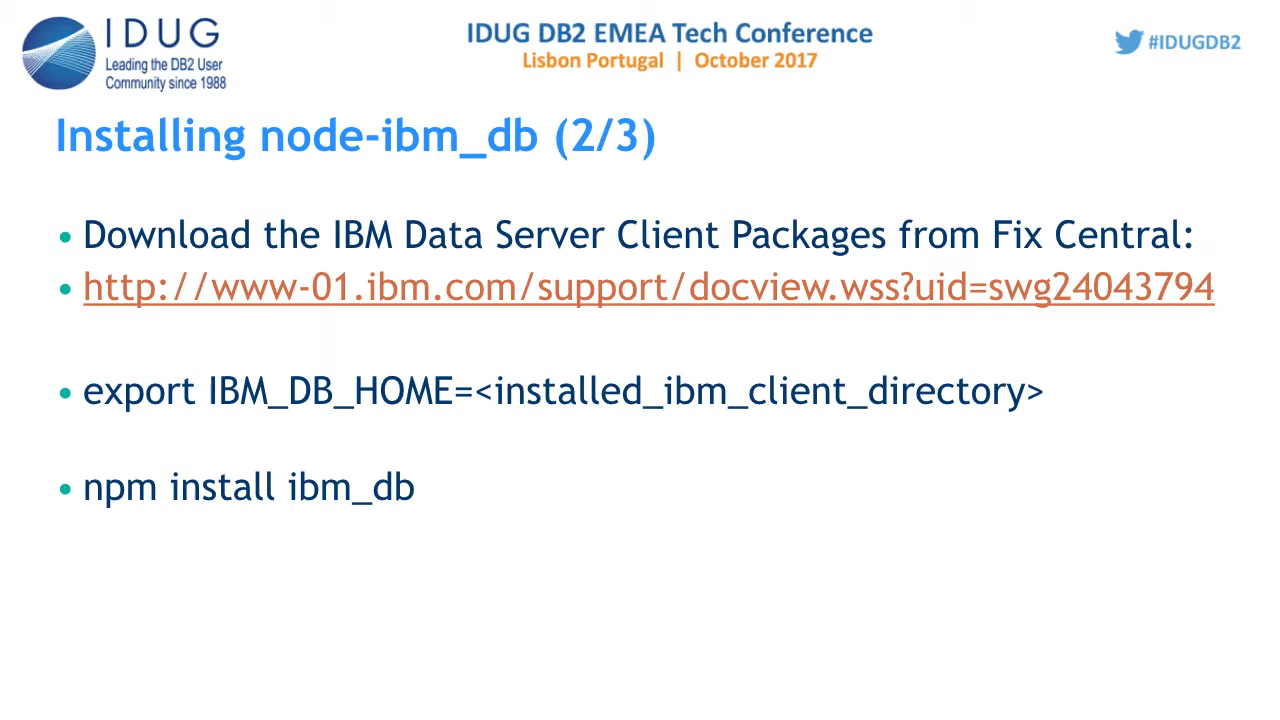 IDUG
Leading the DB2 User
Community since 1988
IDUG DB2 EMEA Tech Conference
Lisbon Portugal | October 2017
#IDUGDB2
Installing node-ibm_db (2/3)
• Download the IBM Data Server Client Packages from Fix Central:
• http://www-01.ibm.com/support/docview.wss?uid=swg24043794
• export IBM_DB_HOME=<installed_ibm_client_directory>
• npm install ibm_db